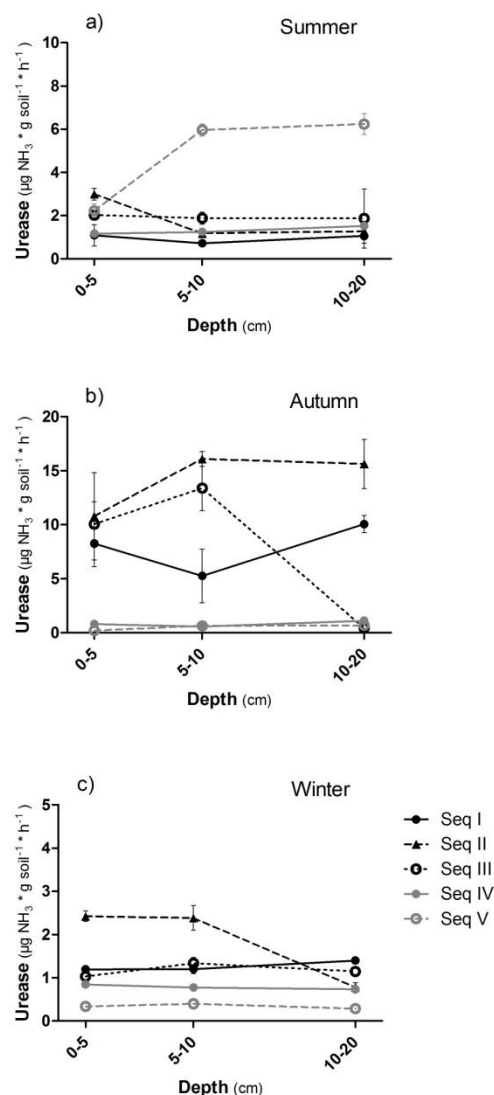 a) Summer
Urease (µg NH₃ * g soil⁻¹ * h⁻¹ )
10
8
6
4
2
0
0-5
5-10
10-20
Depth (cm)
b) Autumn
Urease (µg NH₃ * g soil⁻¹ * h⁻¹ )
20
15
10
5
0
0-5
5-10
10-20
Depth (cm)
c) Winter
Urease (µg NH₃ * g soil⁻¹ * h⁻¹ )
5
4
3
2
1
0
0-5
5-10
10-20
Depth (cm)
Seq I
Seq II
Seq III
Seq IV
Seq V